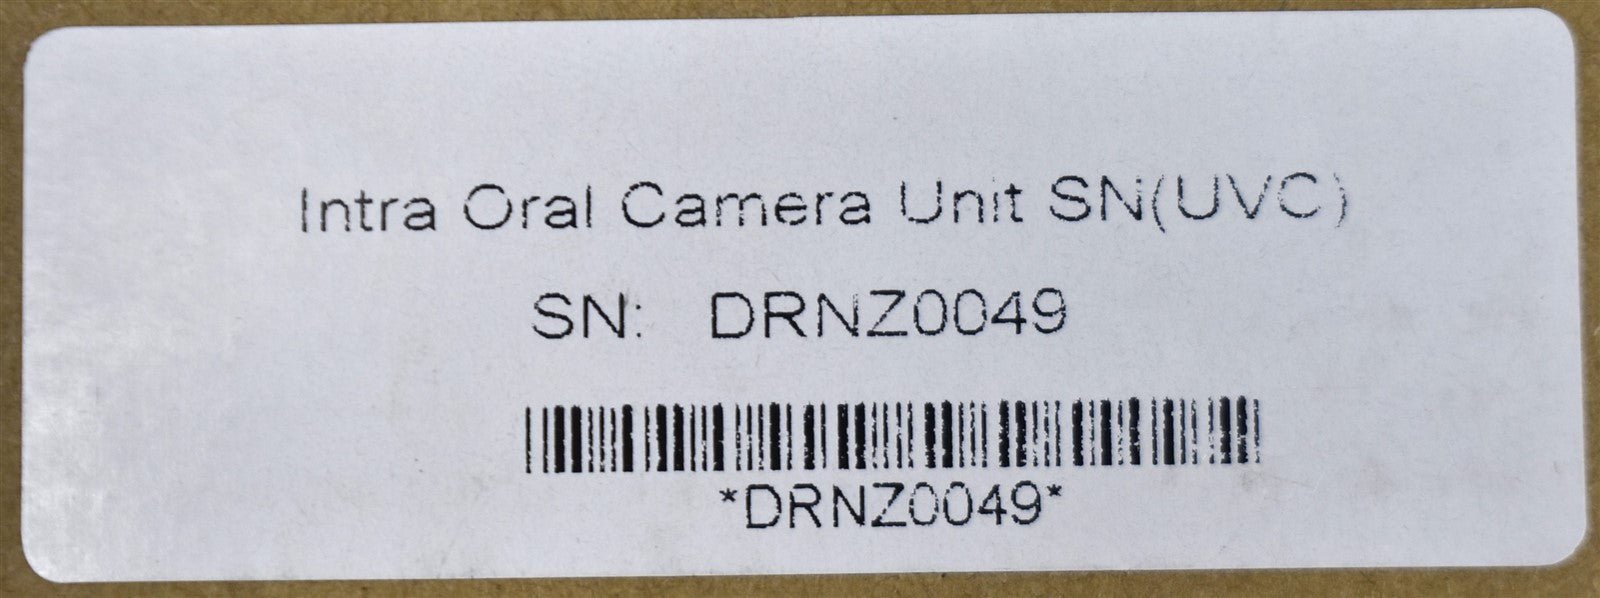 Intra Oral Camera Unit SN(UVC)
SN: DRNZ0049
*DRNZ0049*